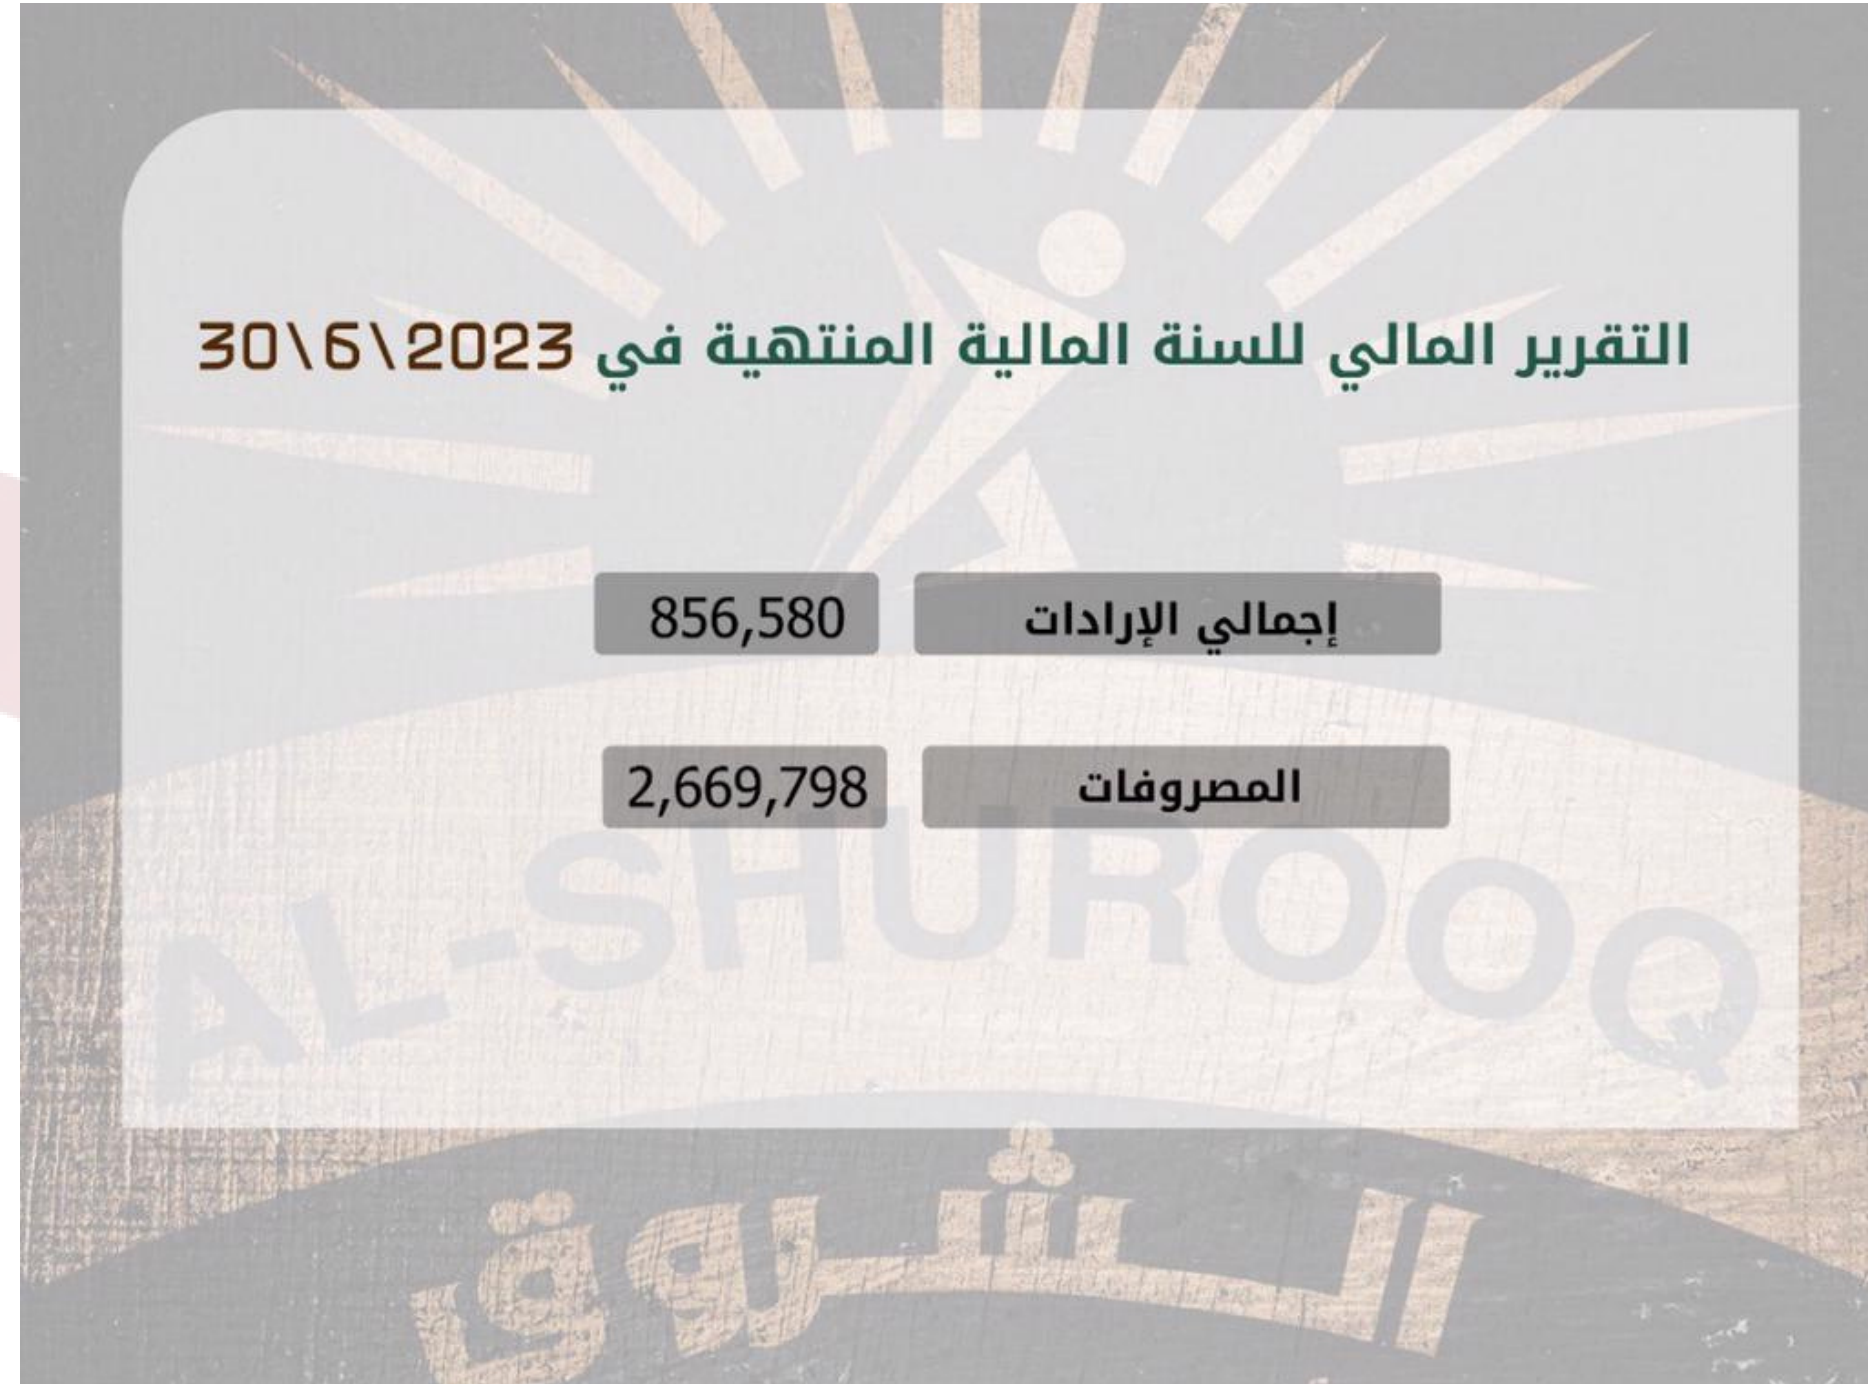 التقرير المالي للسنة المالية المنتهية في 30\6\2023
إجمالي الإرادات 856,580
المصروفات 2,669,798
AL-SHUROOQ
الشروق